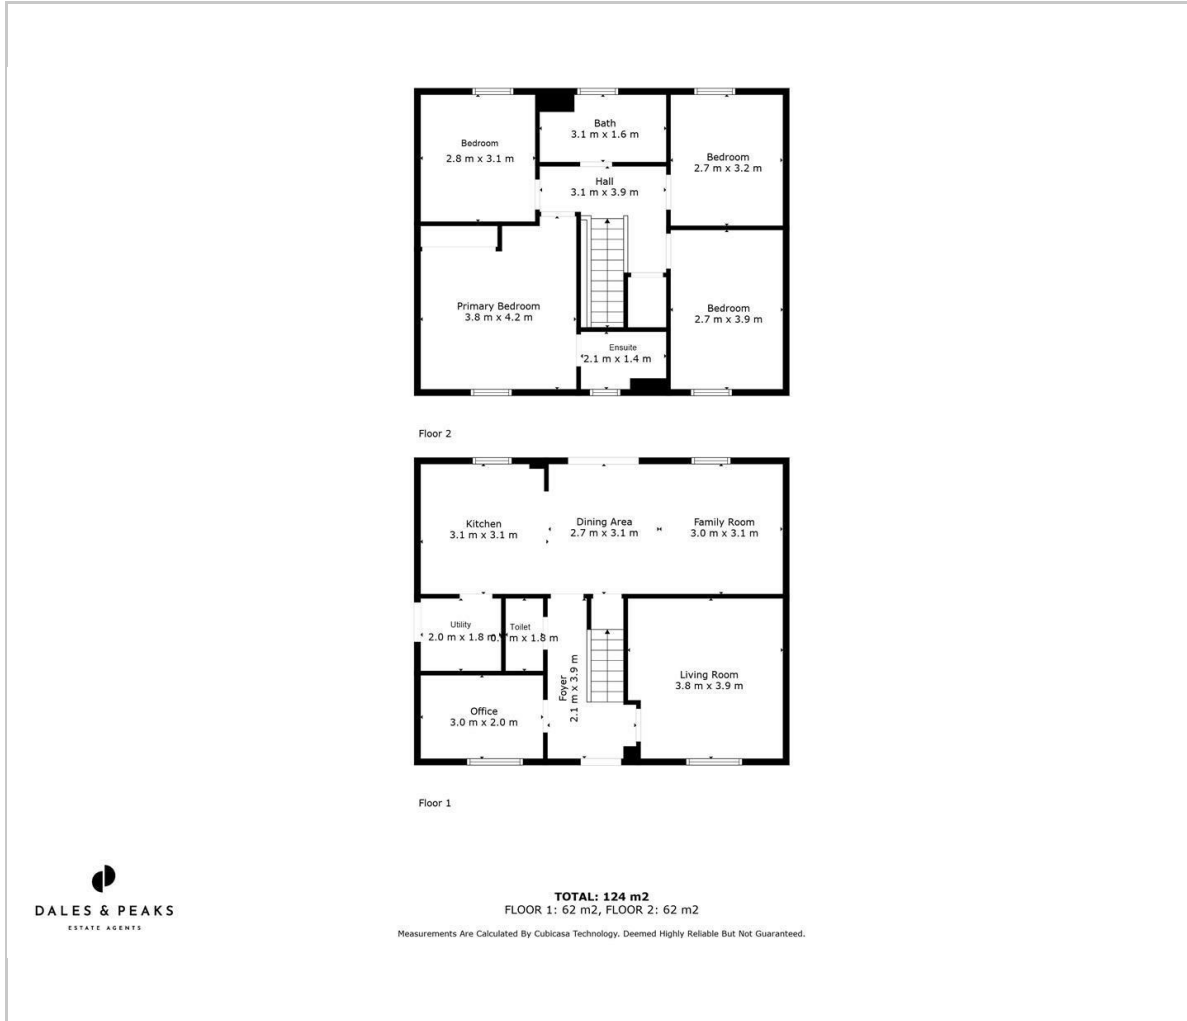 Bath
3.1 m x 1.6 m
Bedroom
2.8 m x 3.1 m
Bedroom
2.7 m x 3.2 m
Hall
3.1 m x 3.9 m
Primary Bedroom
3.8 m x 4.2 m
Bedroom
2.7 m x 3.9 m
Ensuite
2.1 m x 1.4 m
Floor 2
Kitchen
3.1 m x 3.1 m
Dining Area
2.7 m x 3.1 m
Family Room
3.0 m x 3.1 m
Utility
2.0 m x 1.8 m
Toilet
m x 1.8 m
Foyer
2.1 m x 3.9 m
Living Room
3.8 m x 3.9 m
Office
3.0 m x 2.0 m
Floor 1
DALES & PEAKS
ESTATE AGENTS
TOTAL: 124 m2
FLOOR 1: 62 m2, FLOOR 2: 62 m2
Measurements Are Calculated By Cubicasa Technology. Deemed Highly Reliable But Not Guaranteed.